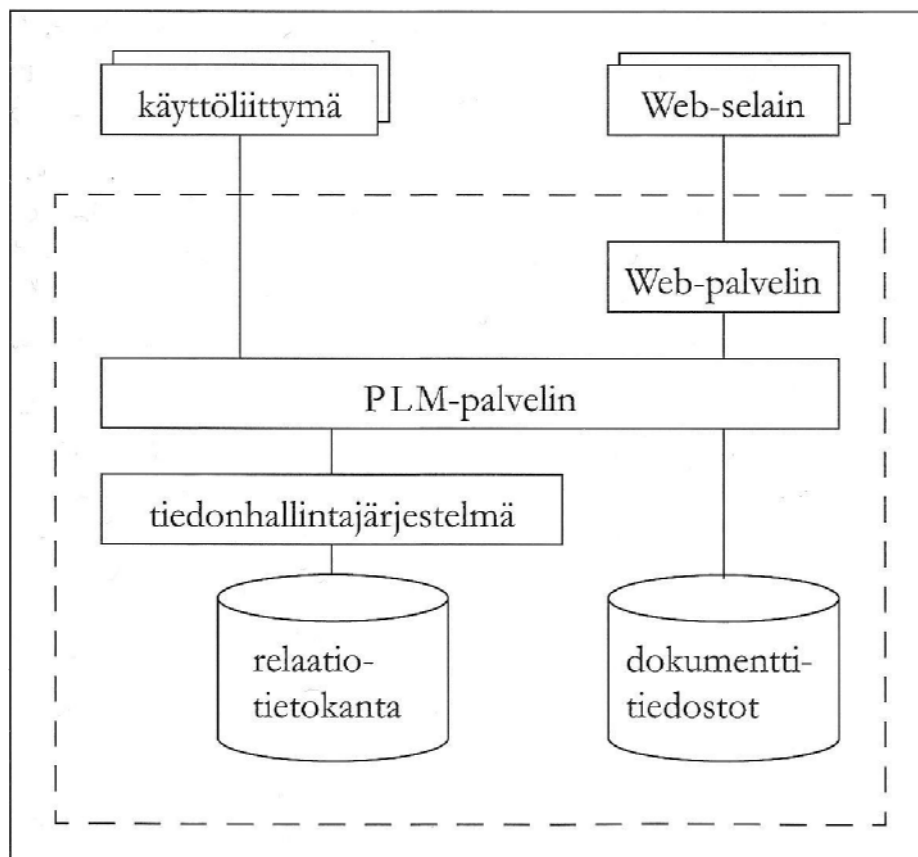 käyttöliittymä
Web-selain
Web-palvelin
PLM-palvelin
tiedonhallintajärjestelmä
relaatio-
tietokanta
dokumentti-
tiedostot